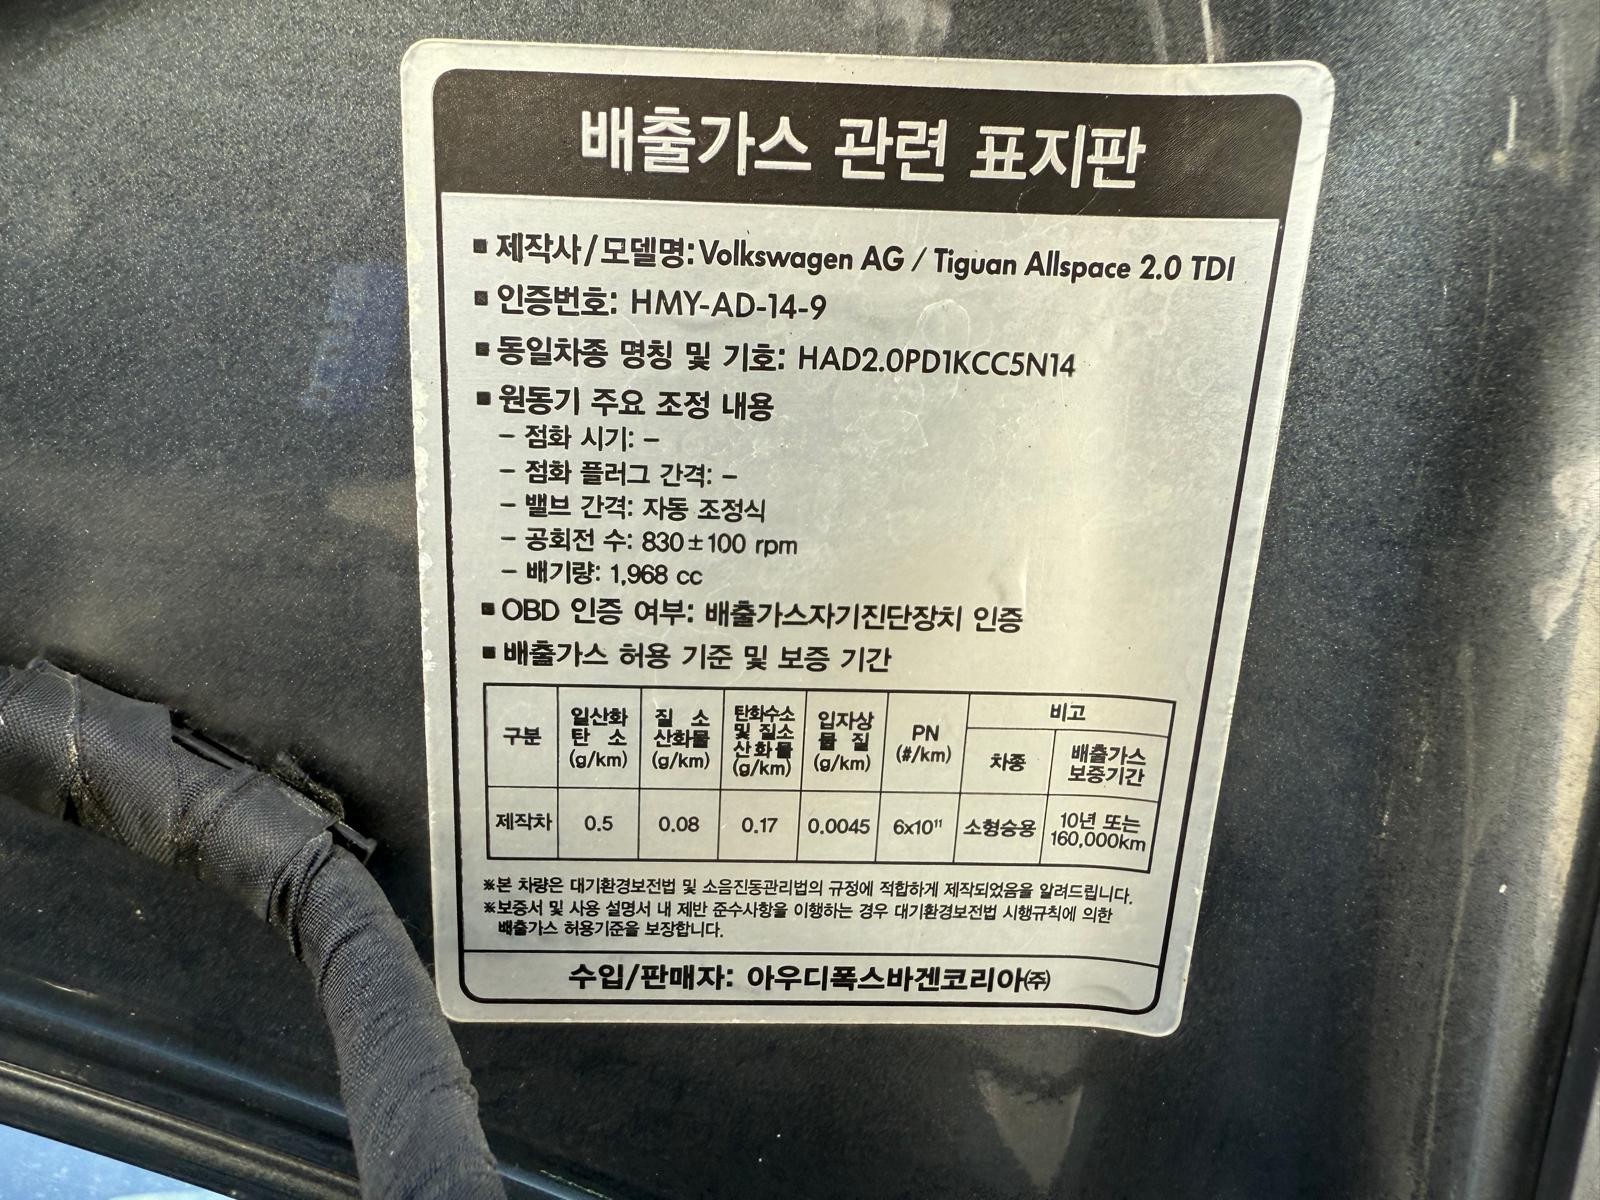 배출가스 관련 표지판
▪ 제작사/모델명: Volkswagen AG / Tiguan Allspace 2.0 TDI
▪ 인증번호: HMY-AD-14-9
▪ 동일차종 명칭 및 기호: HAD2.0PD1KCC5N14
▪ 원동기 주요 조정 내용
– 점화 시기: –
– 점화 플러그 간격: –
– 밸브 간격: 자동 조정식
– 공회전 수: 830±100 rpm
– 배기량: 1,968 cc
▪ OBD 인증 여부: 배출가스자기진단장치 인증
▪ 배출가스 허용 기준 및 보증 기간
구분
일산화
탄 소
(g/km)
질 소
산화물
(g/km)
탄화수소
및 질소
산화물
(g/km)
입자상
물 질
(g/km)
PN
(#/km)
비고
차종
배출가스
보증기간
제작차 0.5 0.08 0.17 0.0045 6x10¹¹ 소형승용
10년 또는
160,000km
※본 차량은 대기환경보전법 및 소음진동관리법의 규정에 적합하게 제작되었음을 알려드립니다.
※보증서 및 사용 설명서 내 제반 준수사항을 이행하는 경우 대기환경보전법 시행규칙에 의한
배출가스 허용기준을 보장합니다.
수입/판매자: 아우디폭스바겐코리아㈜